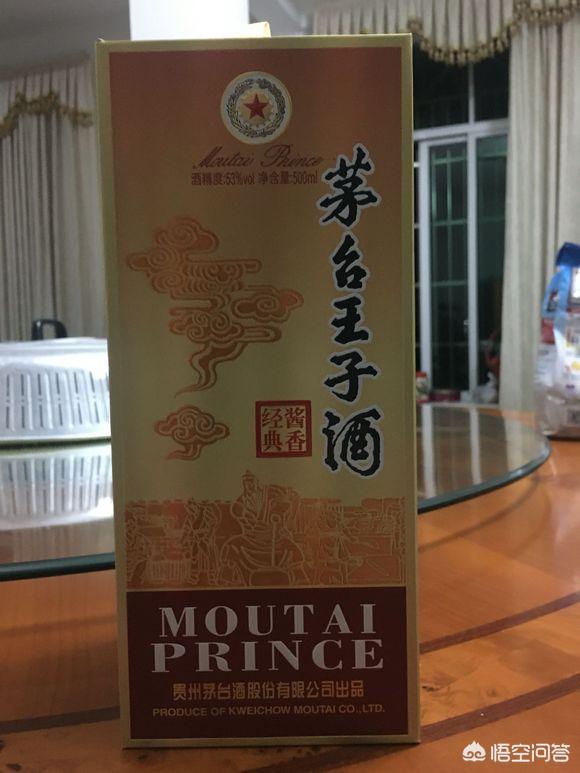 Moutai Prince
酒精度:53%vol 净含量:500ml
茅台王子酒
酱香
经典
MOUTAI
PRINCE
贵州茅台酒股份有限公司出品
PRODUCE OF KWEICHOW MOUTAI CO., LTD.
悟空问答